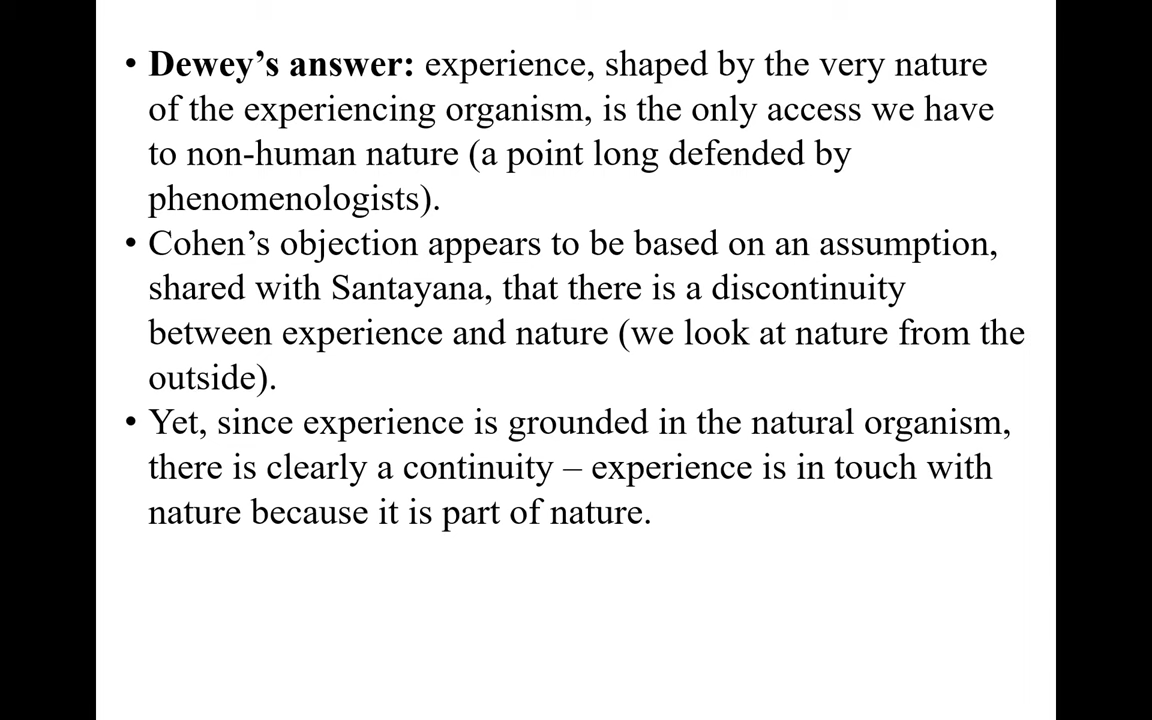 • Dewey’s answer: experience, shaped by the very nature
of the experiencing organism, is the only access we have
to non-human nature (a point long defended by
phenomenologists).
• Cohen’s objection appears to be based on an assumption,
shared with Santayana, that there is a discontinuity
between experience and nature (we look at nature from the
outside).
• Yet, since experience is grounded in the natural organism,
there is clearly a continuity – experience is in touch with
nature because it is part of nature.